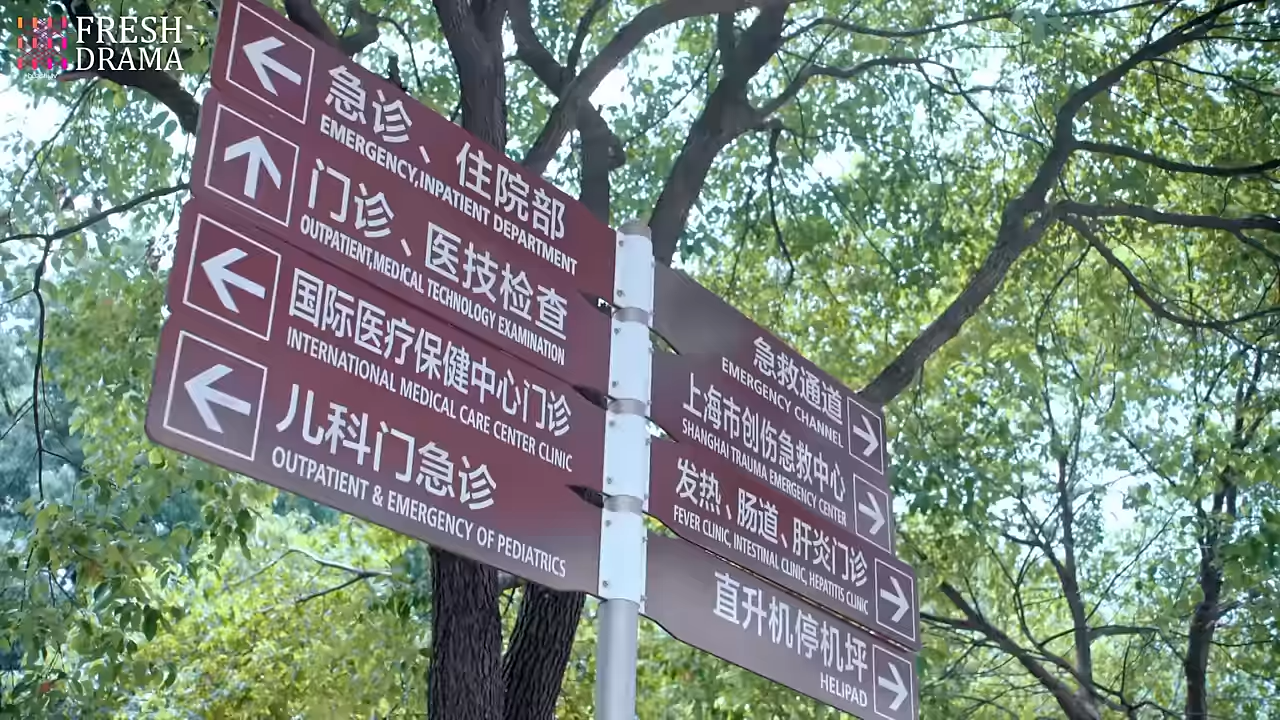 FRESH-
DRAMA
急诊、住院部
EMERGENCY,INPATIENT DEPARTMENT
门诊、医技检查
OUTPATIENT,MEDICAL TECHNOLOGY EXAMINATION
国际医疗保健中心门诊
INTERNATIONAL MEDICAL CARE CENTER CLINIC
儿科门急诊
OUTPATIENT & EMERGENCY OF PEDIATRICS
急救通道
EMERGENCY CHANNEL
上海市创伤急救中心
SHANGHAI TRAUMA EMERGENCY CENTER
发热、肠道、肝炎门诊
FEVER CLINIC, INTESTINAL CLINIC, HEPATITIS CLINIC
直升机停机坪
HELIPAD